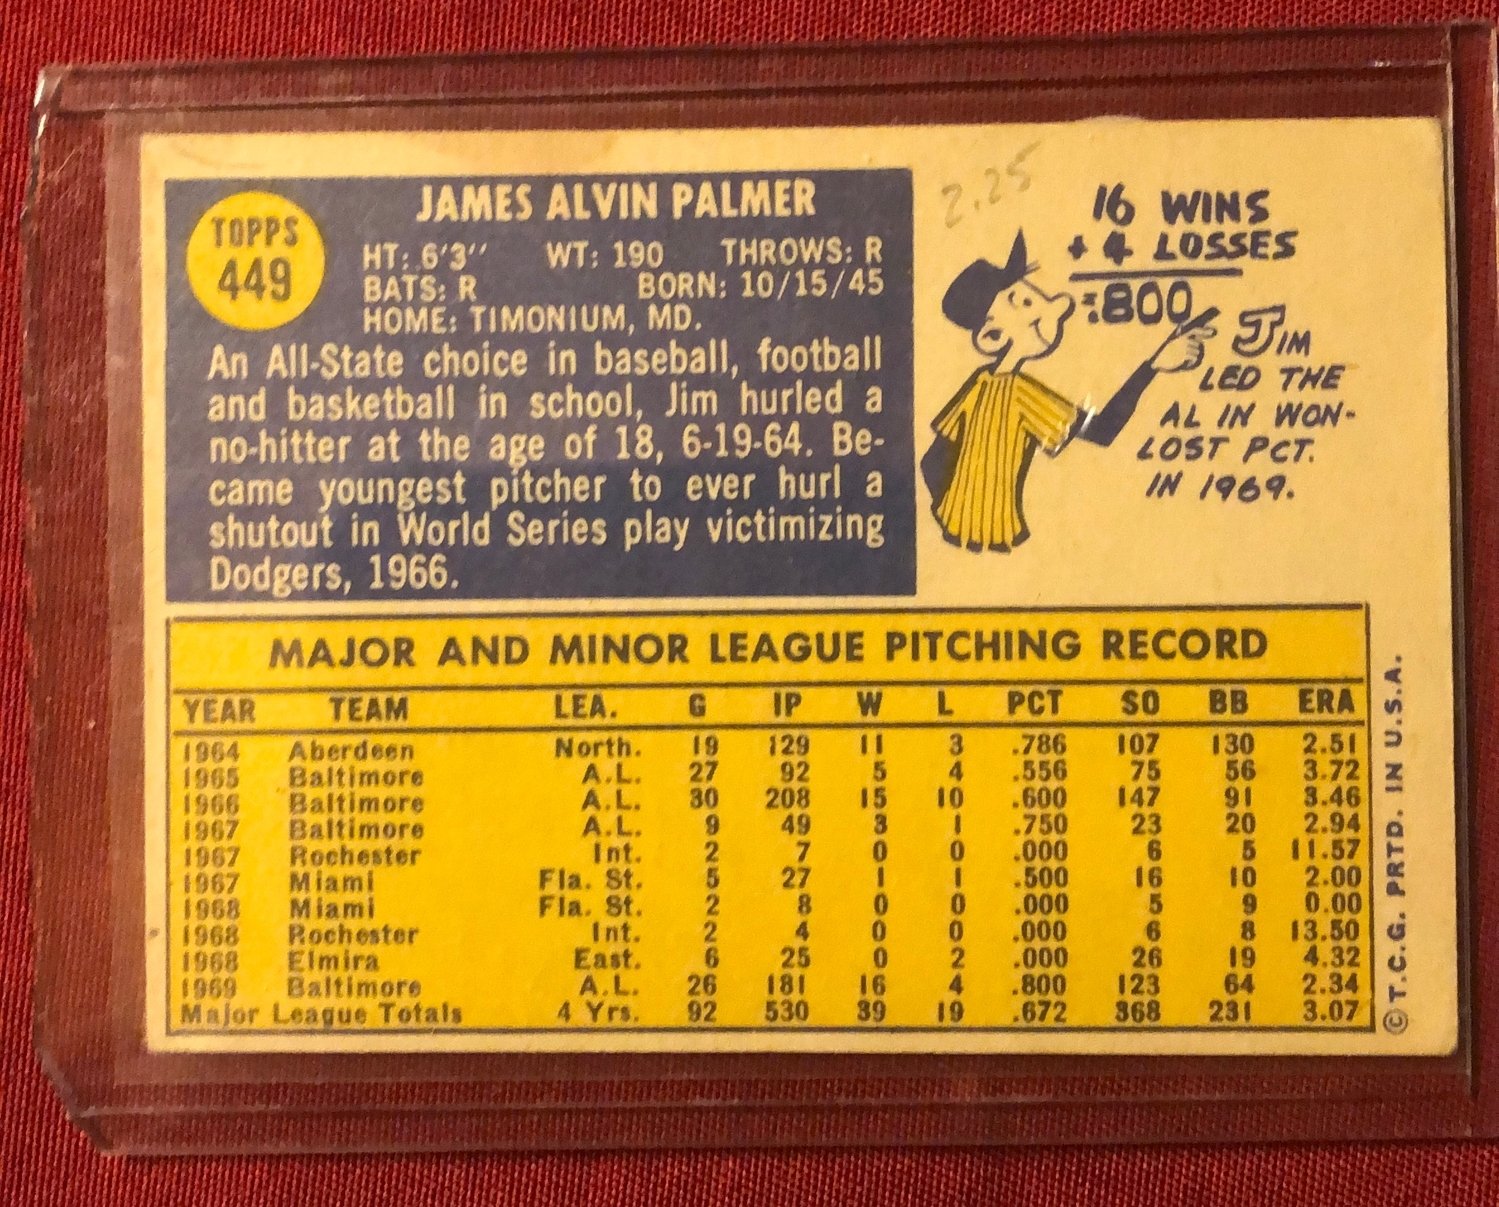 TOPPS
449
JAMES ALVIN PALMER
HT: 6'3" WT: 190 THROWS: R
BATS: R BORN: 10/15/45
HOME: TIMONIUM, MD.
An All-State choice in baseball, football
and basketball in school, Jim hurled a
no-hitter at the age of 18, 6-19-64. Be-
came youngest pitcher to ever hurl a
shutout in World Series play victimizing
Dodgers, 1966.
2.25
16 WINS
+ 4 LOSSES
=.800
JIM
LED THE
AL IN WON-
LOST PCT.
IN 1969.
MAJOR AND MINOR LEAGUE PITCHING RECORD
YEAR TEAM LEA. G IP W L PCT SO BB ERA
1964 Aberdeen North. 19 129 11 3 .786 107 130 2.51
1965 Baltimore A.L. 27 92 5 4 .556 75 56 3.72
1966 Baltimore A.L. 30 208 15 10 .600 147 91 3.46
1967 Baltimore A.L. 9 49 3 1 .750 23 20 2.94
1967 Rochester Int. 2 7 0 0 .000 6 5 11.57
1967 Miami Fla. St. 5 27 1 1 .500 16 10 2.00
1968 Miami Fla. St. 2 8 0 0 .000 5 9 0.00
1968 Rochester Int. 2 4 0 0 .000 6 8 13.50
1968 Elmira East. 6 25 0 2 .000 26 19 4.32
1969 Baltimore A.L. 26 181 16 4 .800 123 64 2.34
Major League Totals 4 Yrs. 92 530 39 19 .672 368 231 3.07
© T.C.G. PRTD. IN U.S.A.